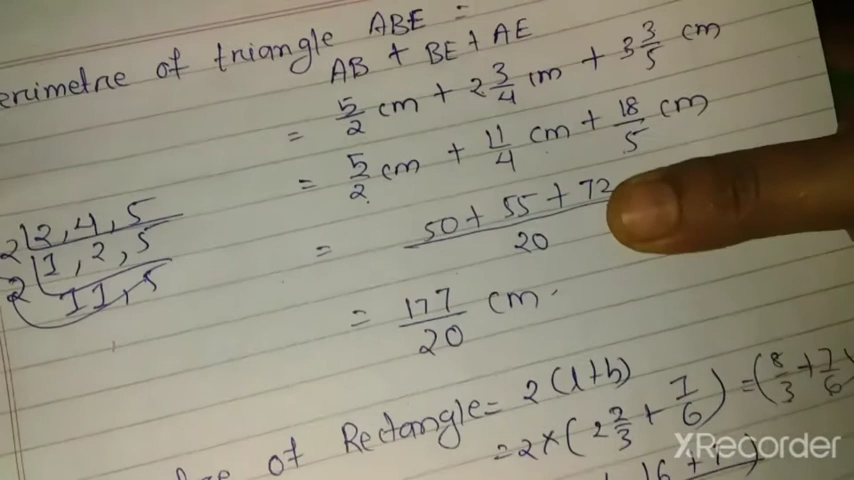 erimetre of triangle ABE =
AB + BE + AE
= 5/2 cm + 2 3/4 cm + 3 3/5 cm
= 5/2 cm + 11/4 cm + 18/5 cm
2 | 2, 4, 5
= 50 + 55 + 72 / 20
2 | 1, 2, 5
1 1, 5
= 177/20 cm.
of Rectangle = 2 (l+b)
= 2 × ( 2 2/3 + 7/6 ) = ( 8/3 + 7/6 )
XRecorder